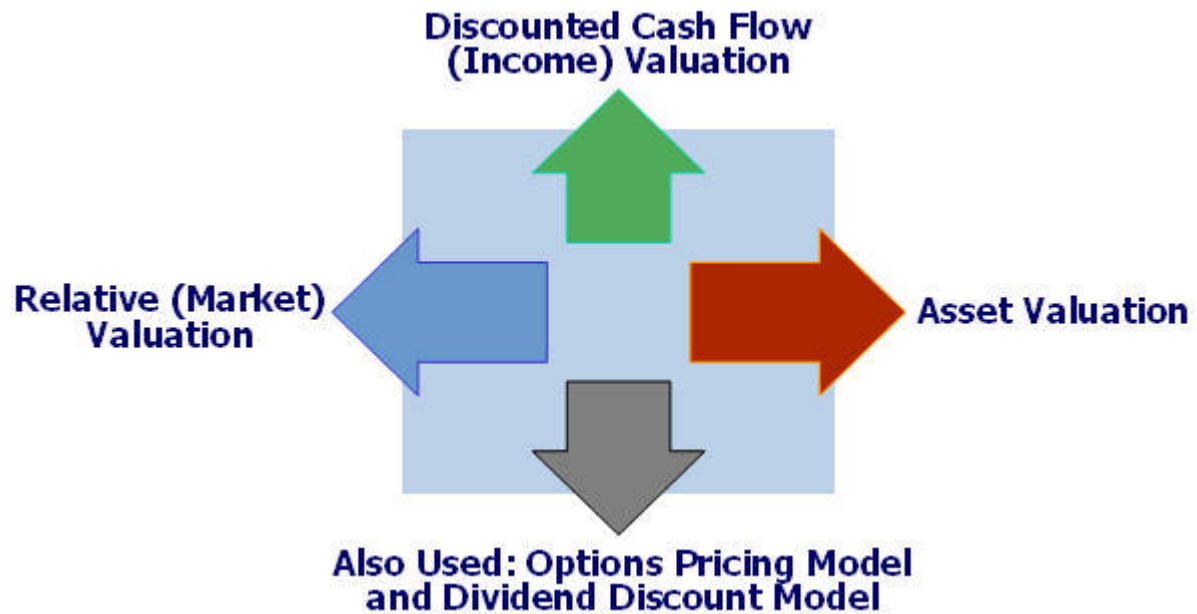 Discounted Cash Flow
(Income) Valuation
Relative (Market)
Valuation
Asset Valuation
Also Used: Options Pricing Model
and Dividend Discount Model